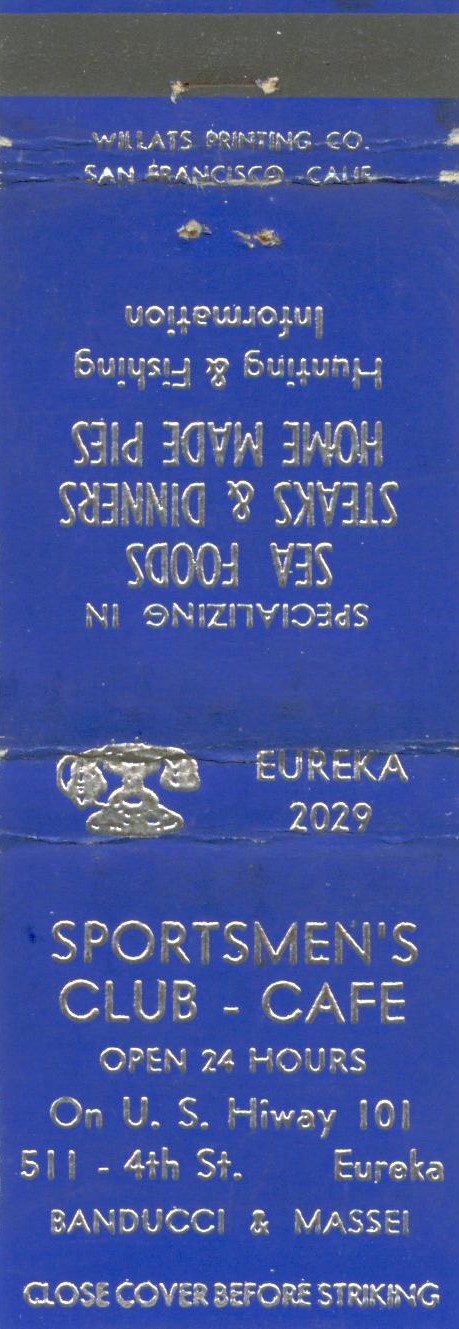 WILLATS PRINTING CO.
SAN FRANCISCO, CALIF.
SPECIALIZING IN
SEA FOODS
STEAKS & DINNERS
HOME MADE PIES
Hunting & Fishing
Information
EUREKA
2029
SPORTSMEN'S
CLUB - CAFE
OPEN 24 HOURS
On U. S. Hiway 101
511 - 4th St. Eureka
BANDUCCI & MASSEI
CLOSE COVER BEFORE STRIKING